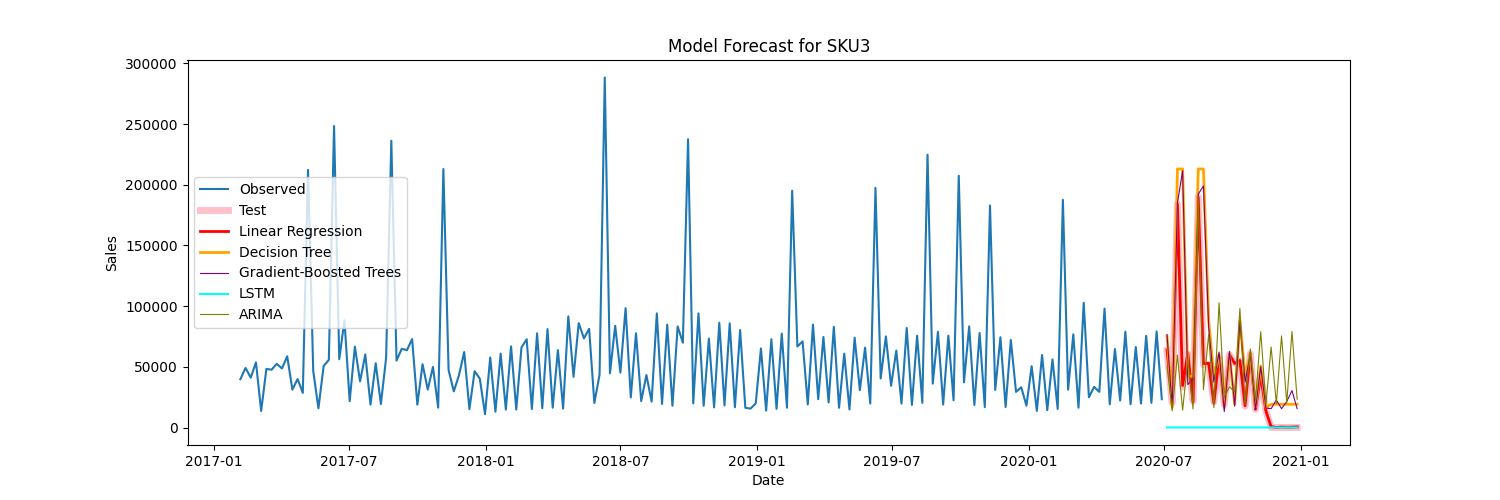 Model Forecast for SKU3
300000
250000
200000
150000
100000
50000
0
Sales
Observed
Test
Linear Regression
Decision Tree
Gradient-Boosted Trees
LSTM
ARIMA
2017-01 2017-07 2018-01 2018-07 2019-01 2019-07 2020-01 2020-07 2021-01
Date